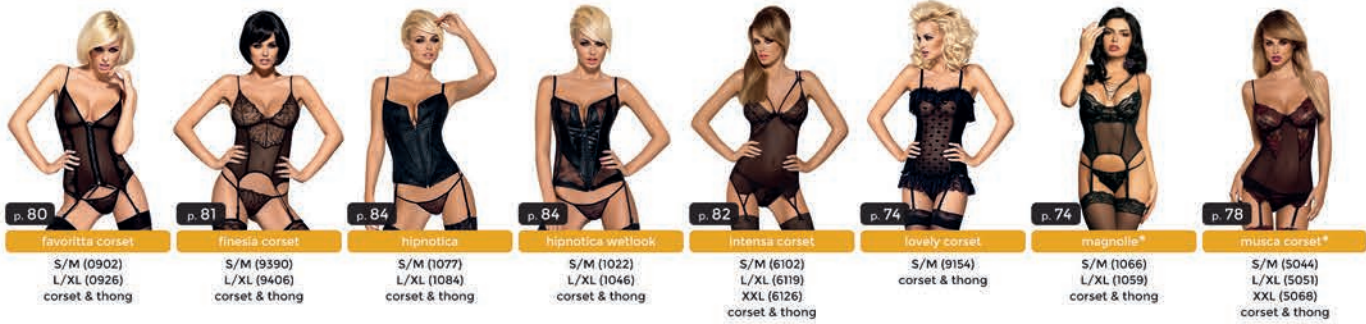 p. 80
favoritta corset
S/M (0902)
L/XL (0926)
corset & thong
p. 81
finesia corset
S/M (9390)
L/XL (9406)
corset & thong
p. 84
hipnotica
S/M (1077)
L/XL (1084)
corset & thong
p. 84
hipnotica wetlook
S/M (1022)
L/XL (1046)
corset & thong
p. 82
intensa corset
S/M (6102)
L/XL (6119)
XXL (6126)
corset & thong
p. 74
lovely corset
S/M (9154)
corset & thong
p. 74
magnolie*
S/M (1066)
L/XL (1059)
corset & thong
p. 78
musca corset*
S/M (5044)
L/XL (5051)
XXL (5068)
corset & thong